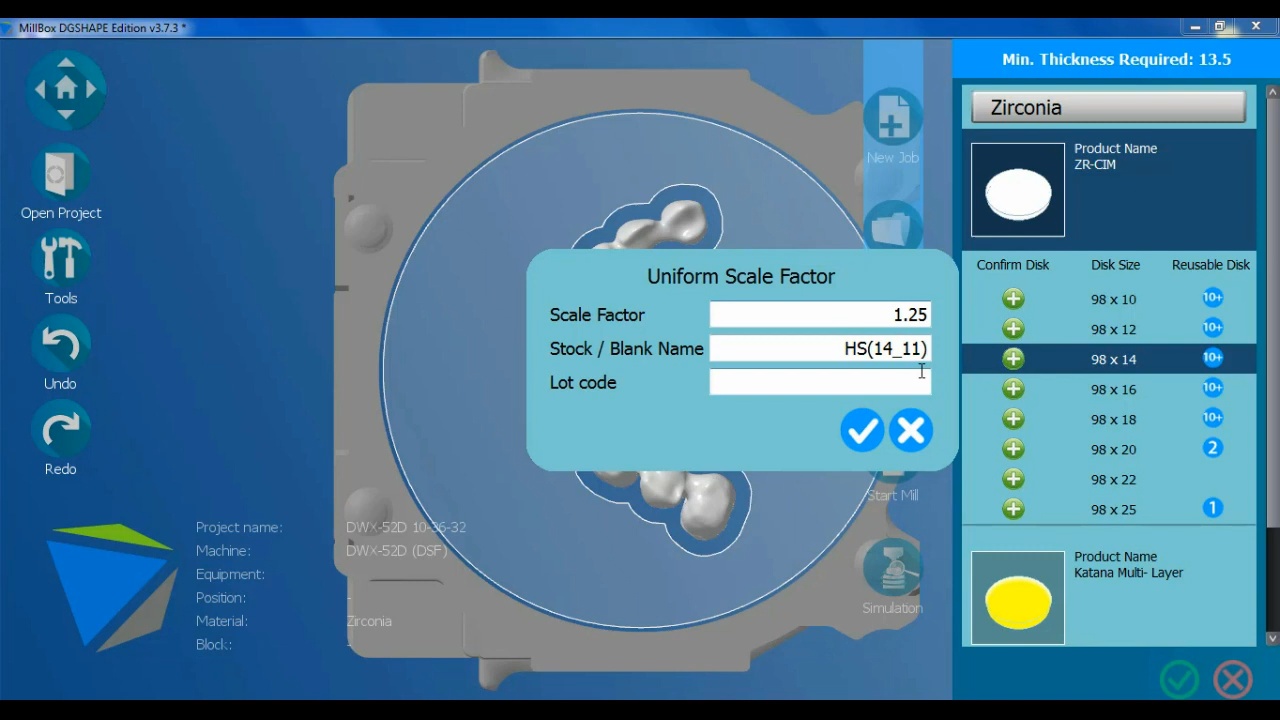 MillBox DGSHAPE Edition v3.7.3 *
Open Project
Tools
Undo
Redo
Project name: DWX-52D 10-36-32
Machine: DWX-52D (DSF)
Equipment:
Position: -
Material: Zirconia
Block: -
New Job
Uniform Scale Factor
Scale Factor 1.25
Stock / Blank Name HS(14_11)
Lot code
Start Mill
Simulation
Min. Thickness Required: 13.5
Zirconia
Product Name
ZR-CIM
Confirm Disk Disk Size Reusable Disk
98 x 10 10+
98 x 12 10+
98 x 14 10+
98 x 16 10+
98 x 18 10+
98 x 20 2
98 x 22
98 x 25 1
Product Name
Katana Multi- Layer